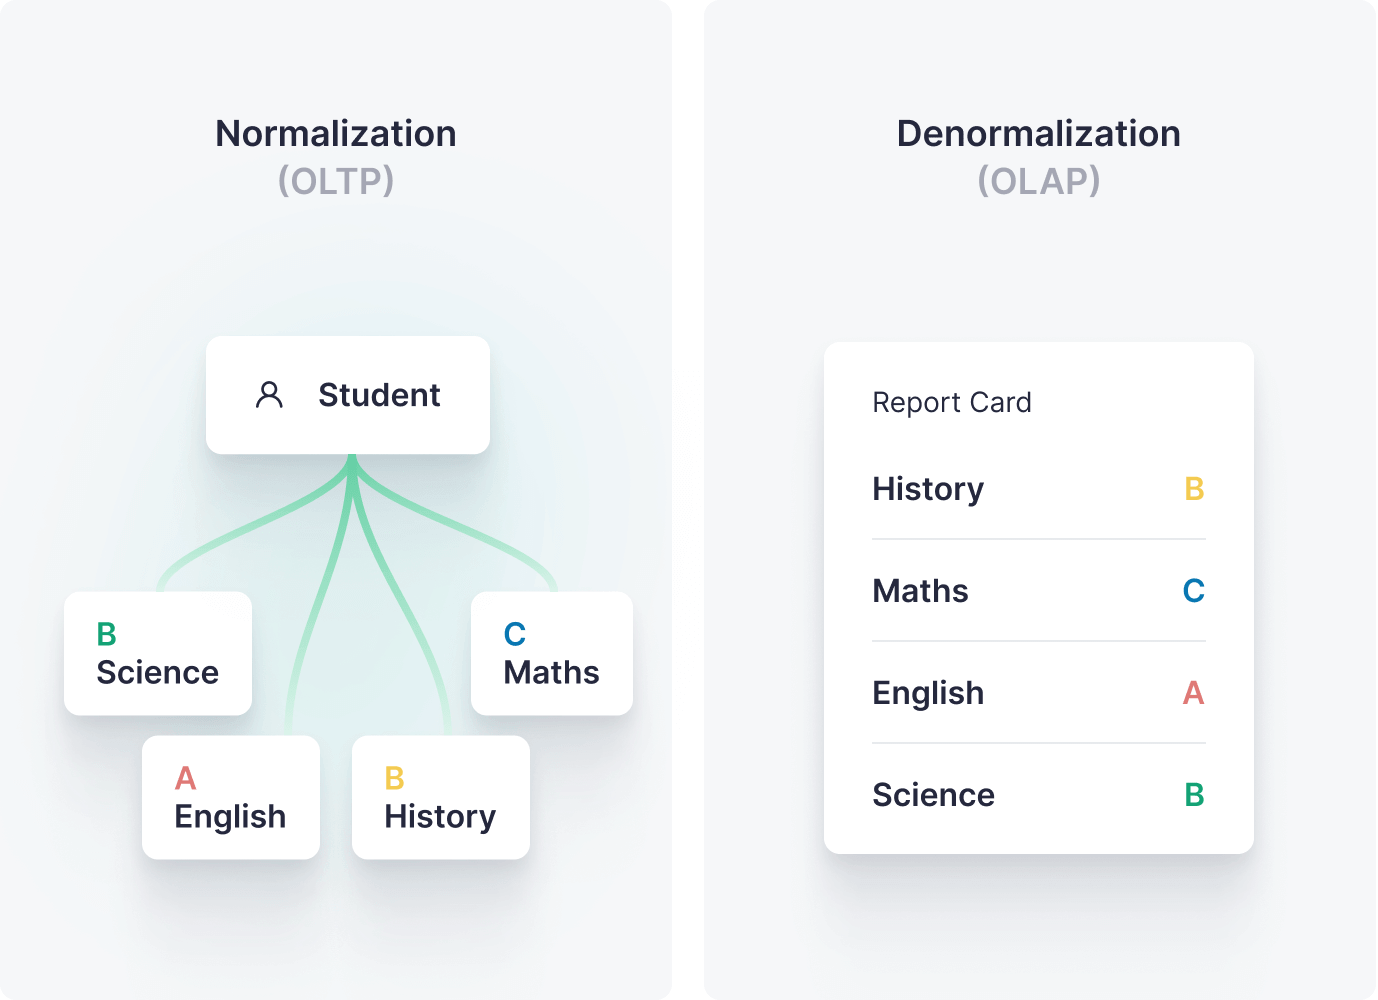 Normalization
(OLTP)
Student
B
Science
C
Maths
A
English
B
History
Denormalization
(OLAP)
Report Card
History B
Maths C
English A
Science B